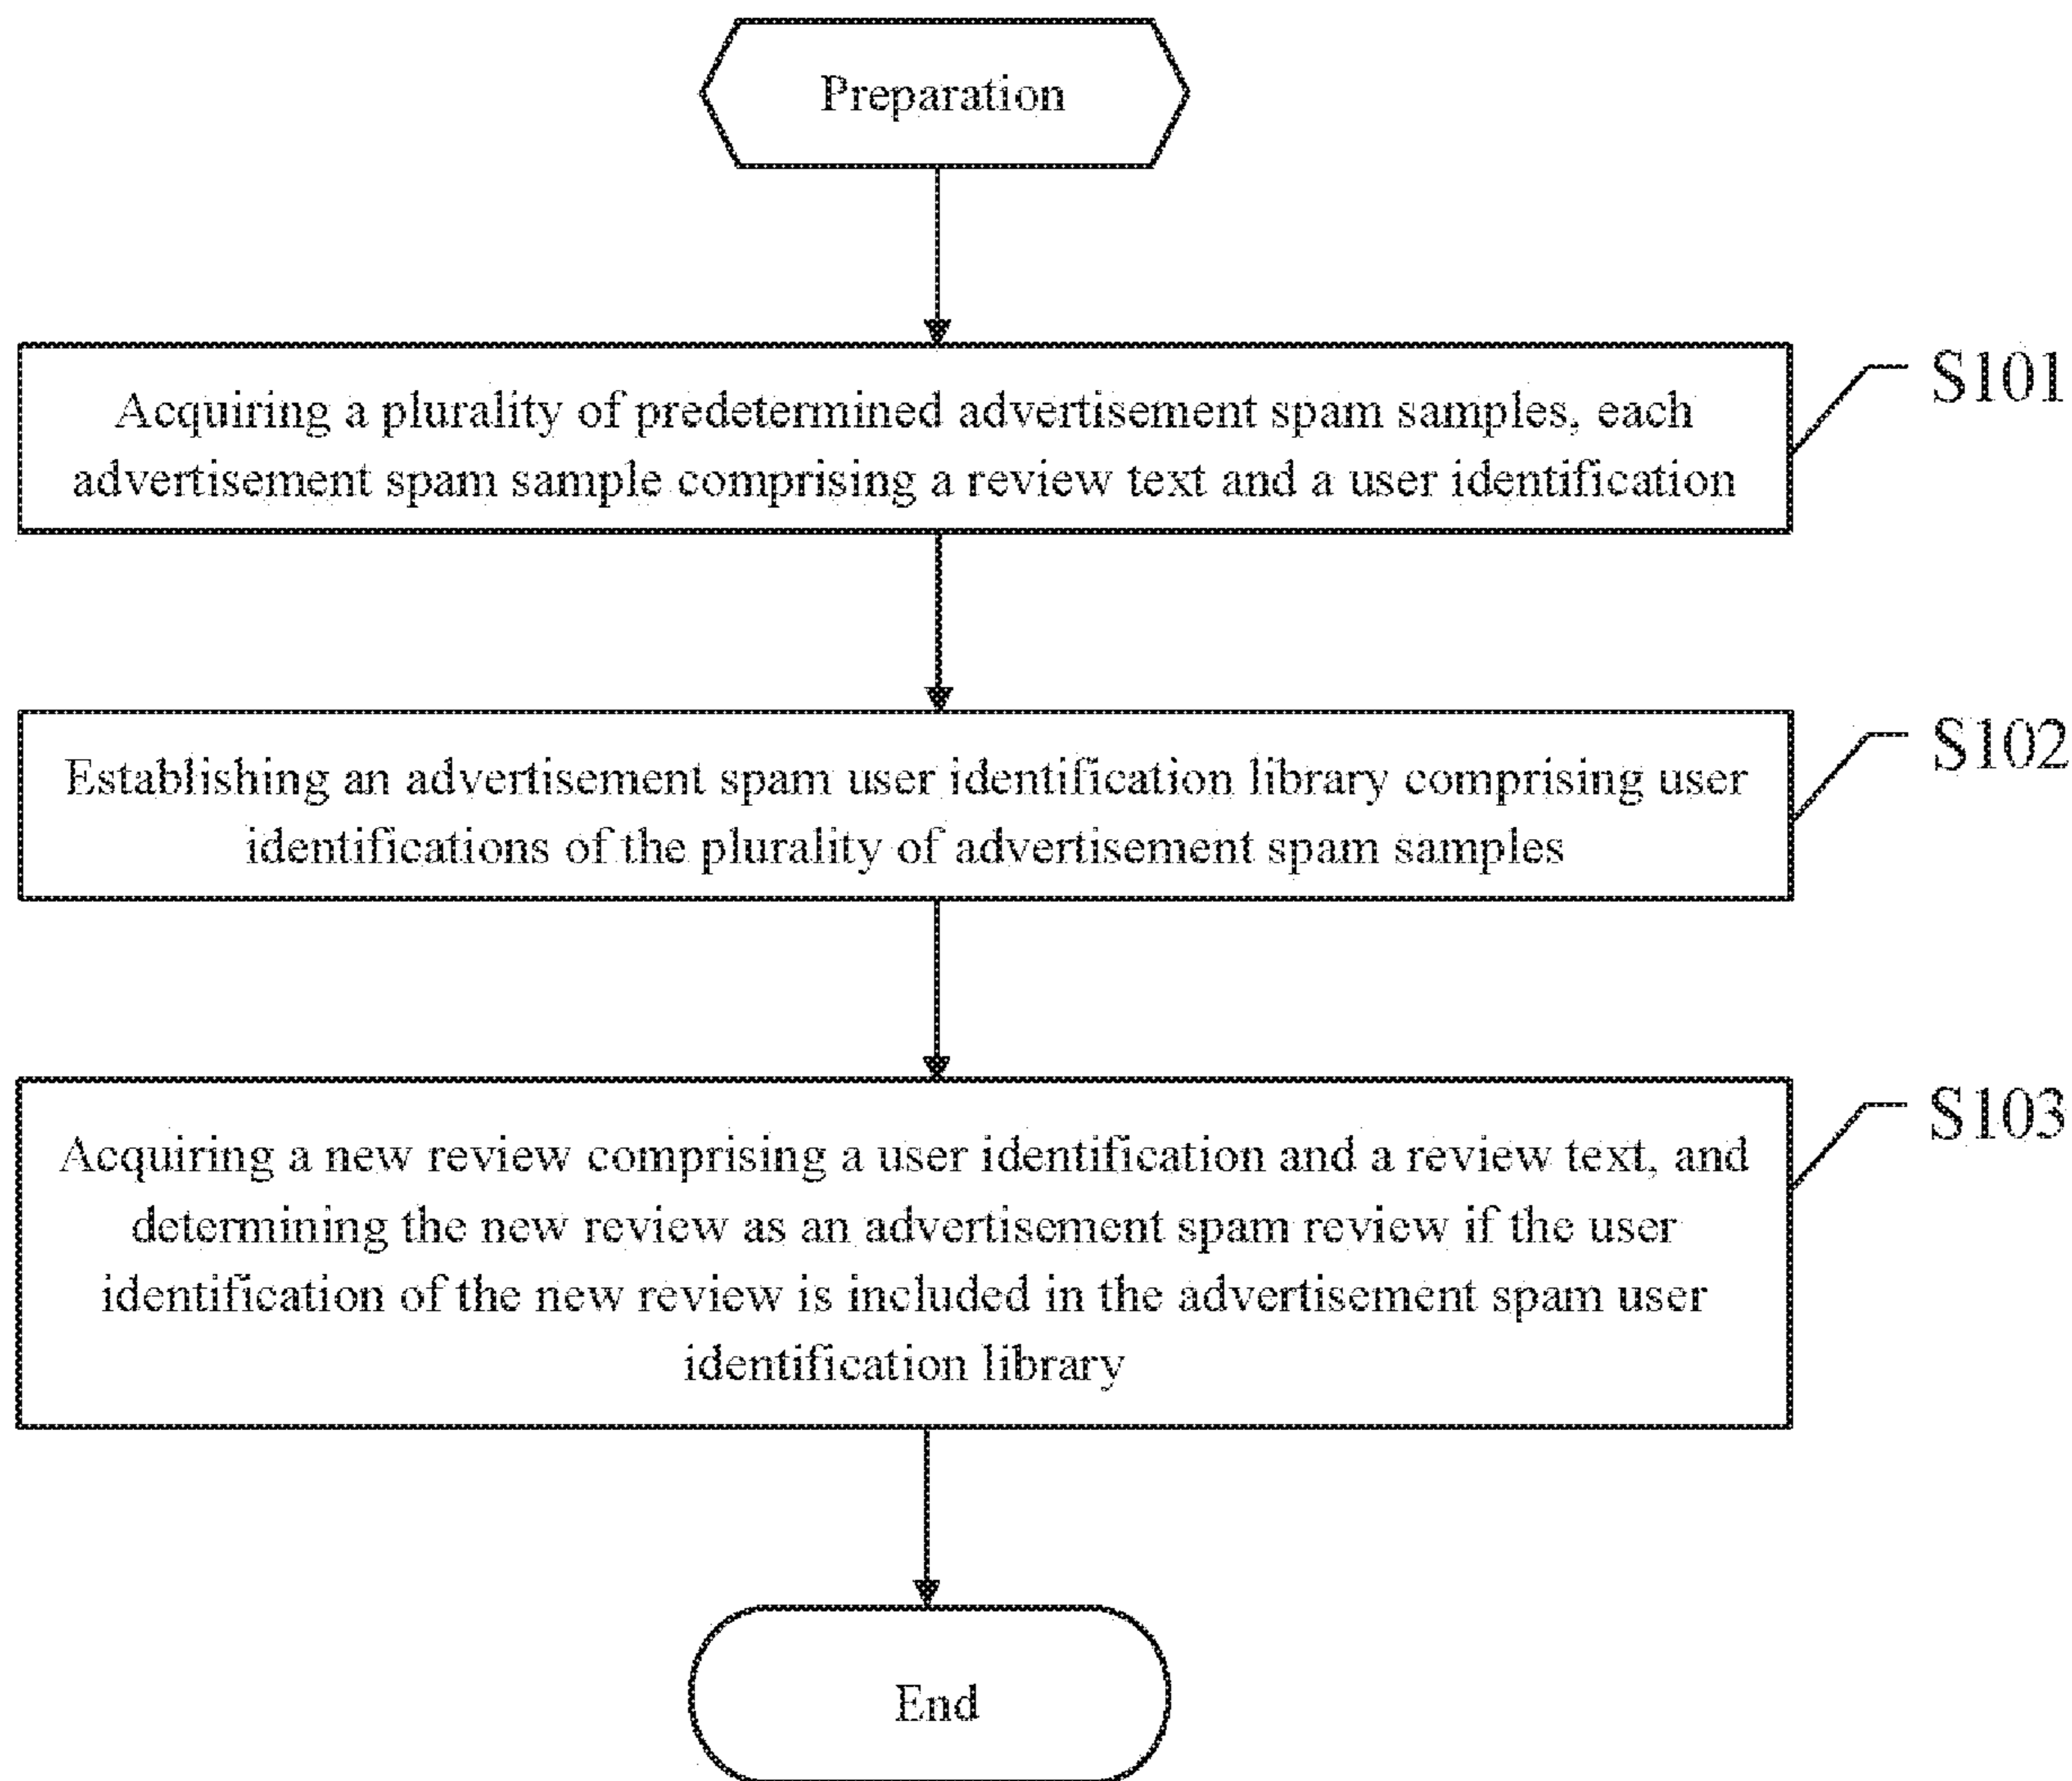 Preparation
Acquiring a plurality of predetermined advertisement spam samples, each
advertisement spam sample comprising a review text and a user identification
S101
Establishing an advertisement spam user identification library comprising user
identifications of the plurality of advertisement spam samples
S102
Acquiring a new review comprising a user identification and a review text, and
determining the new review as an advertisement spam review if the user
identification of the new review is included in the advertisement spam user
identification library
S103
End